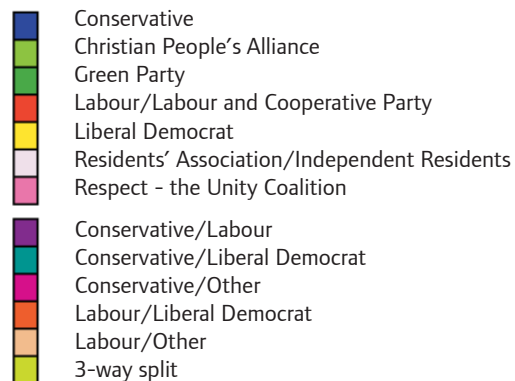 Conservative
Christian People′s Alliance
Green Party
Labour/Labour and Cooperative Party
Liberal Democrat
Residents′ Association/Independent Residents
Respect - the Unity Coalition
Conservative/Labour
Conservative/Liberal Democrat
Conservative/Other
Labour/Liberal Democrat
Labour/Other
3-way split